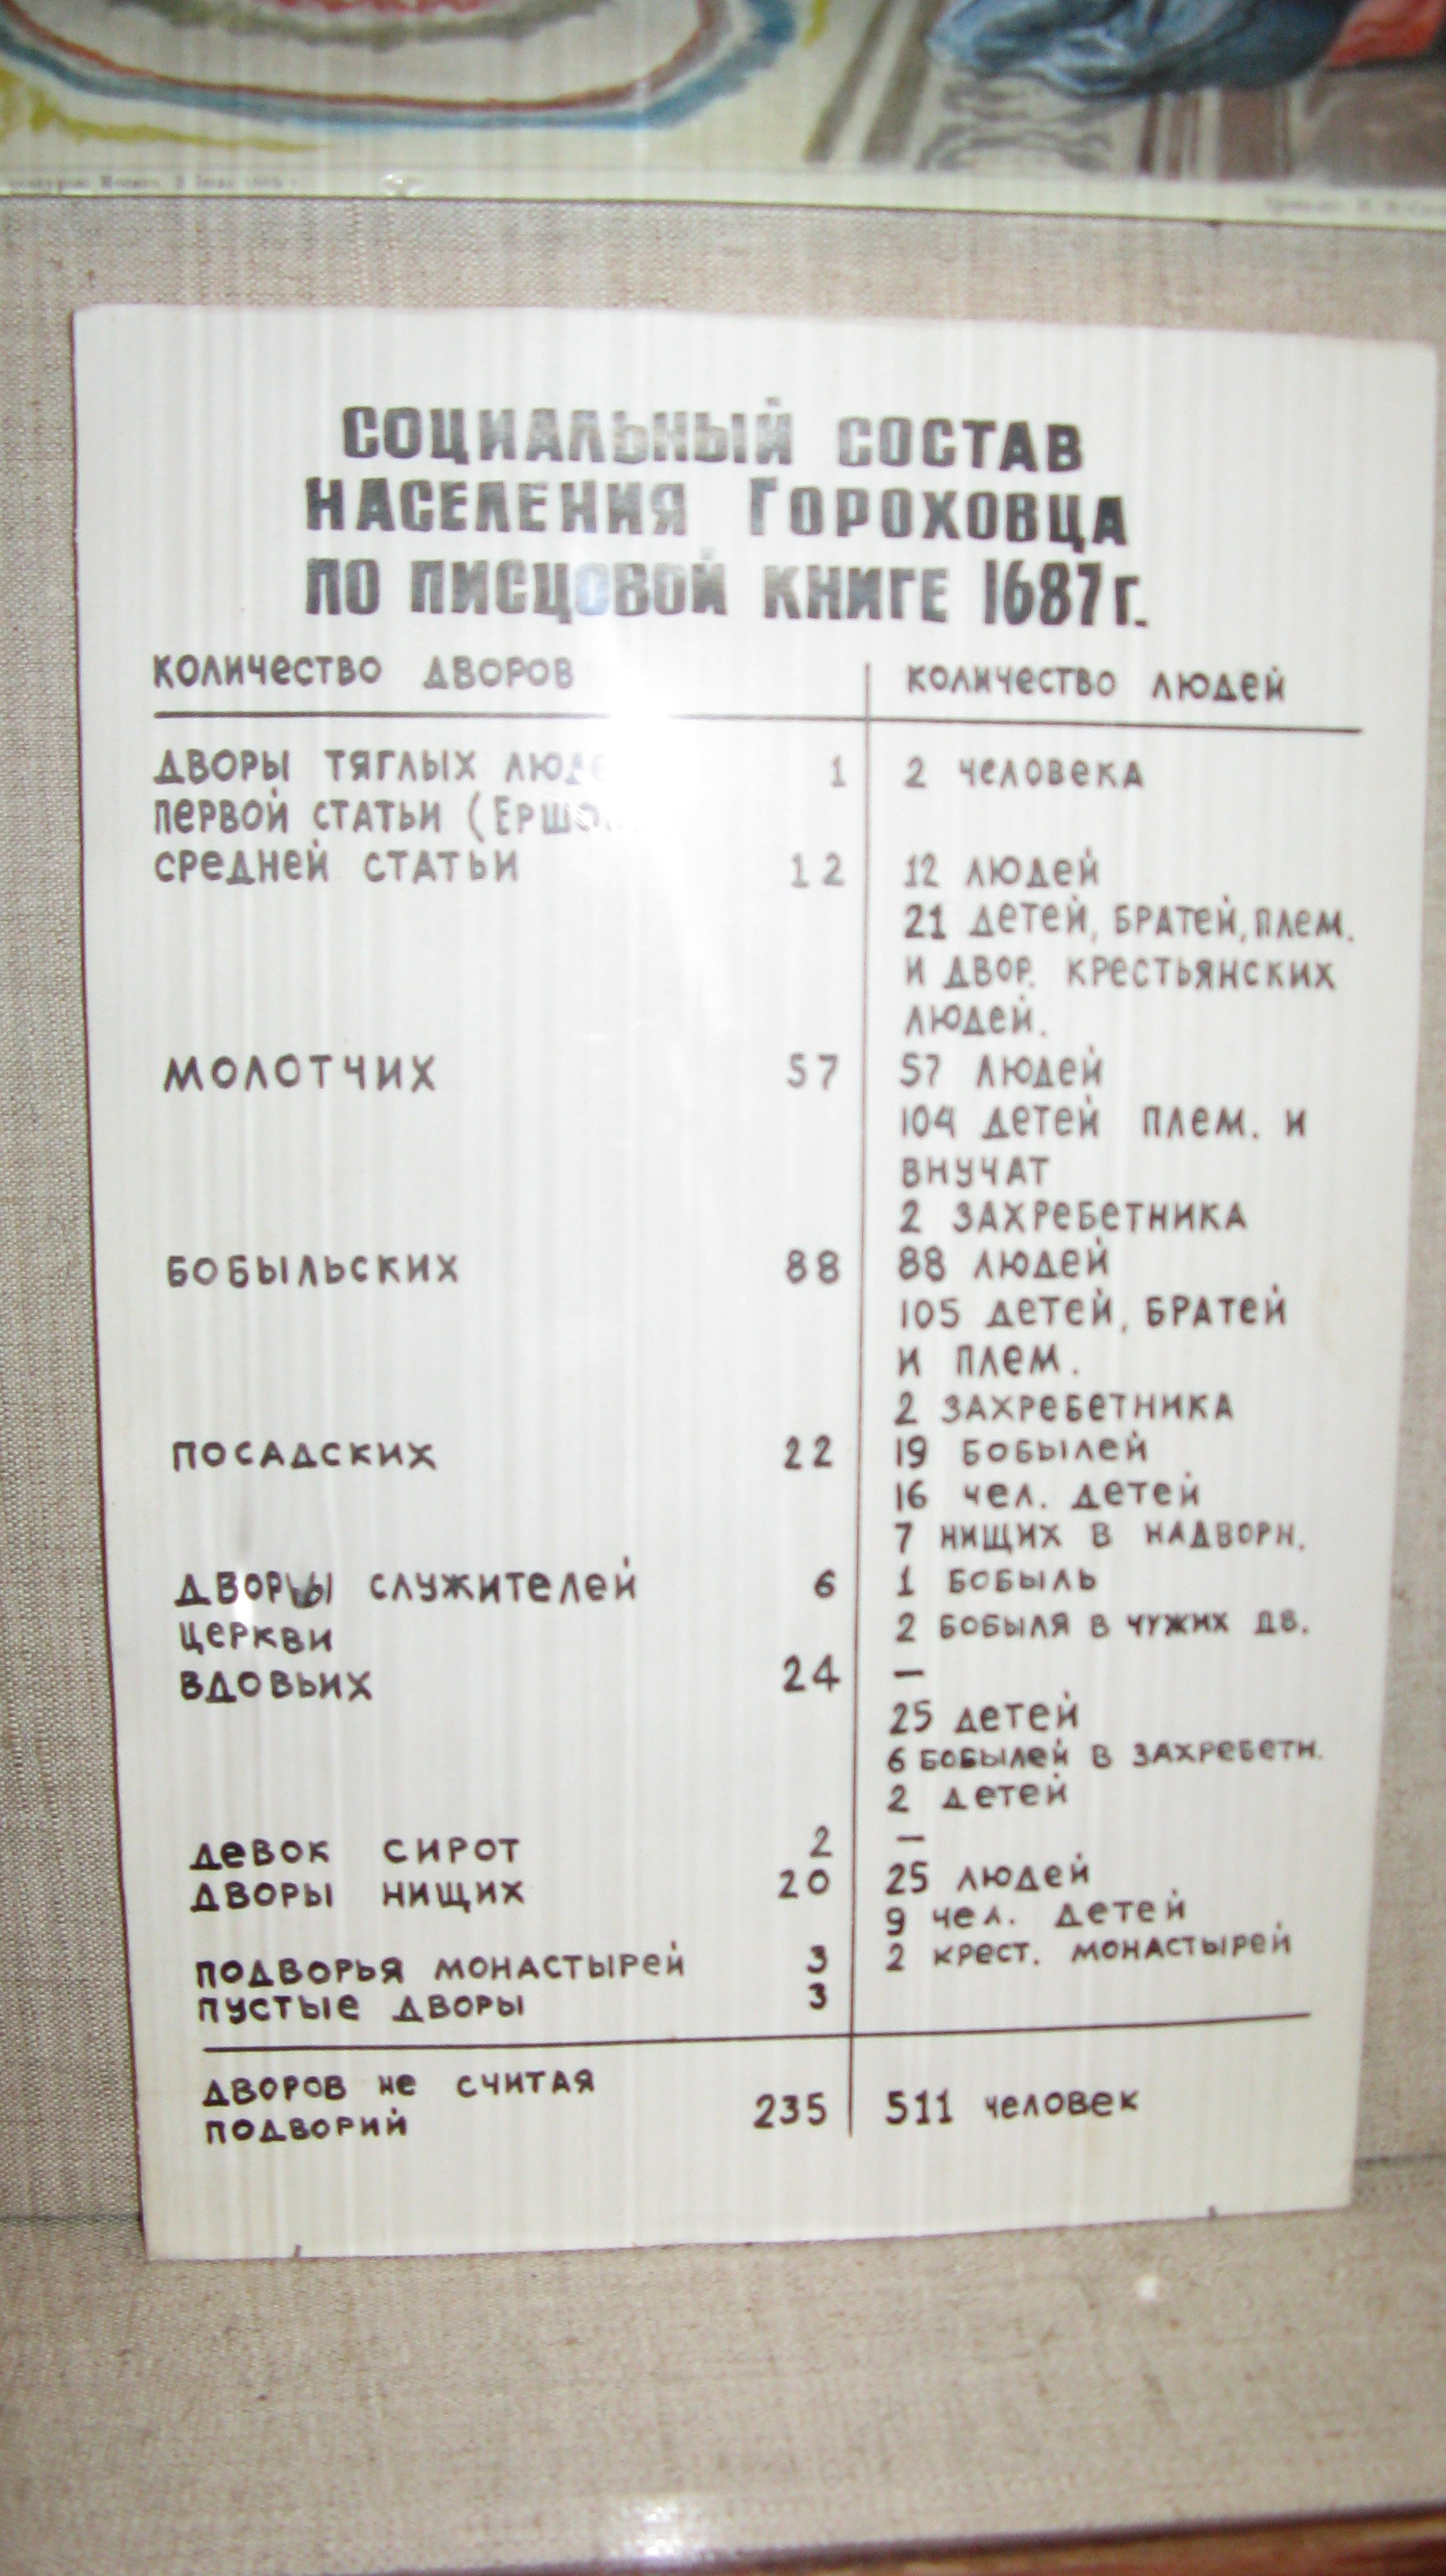 СОЦИАЛЬНЫЙ СОСТАВ
НАСЕЛЕНИЯ ГОРОХОВЦА
ПО ПИСЦОВОЙ КНИГЕ 1687 Г.
КОЛИЧЕСТВО ДВОРОВ КОЛИЧЕСТВО ЛЮДЕЙ
ДВОРЫ ТЯГЛЫХ 1 2 ЧЕЛОВЕКА
ПЕРВОЙ СТАТЬИ
СРЕДНЕЙ СТАТЬИ 12 12 ЛЮДЕЙ
21 ДЕТЕЙ, БРАТЕЙ, ПЛЕМ.
И ДВОР. КРЕСТЬЯНСКИХ
ЛЮДЕЙ.
МОЛОТЧИХ 57 57 ЛЮДЕЙ
104 ДЕТЕЙ ПЛЕМ. И
ВНУЧАТ
2 ЗАХРЕБЕТНИКА
БОБЫЛЬСКИХ 88 88 ЛЮДЕЙ
105 ДЕТЕЙ, БРАТЕЙ
И ПЛЕМ.
2 ЗАХРЕБЕТНИКА
ПОСАДСКИХ 22 19 БОБЫЛЕЙ
16 ЧЕЛ. ДЕТЕЙ
7 НИЩИХ В НАДВОРН.
ДВОРЫ СЛУЖИТЕЛЕЙ 6 1 БОБЫЛЬ
ЦЕРКВИ 2 БОБЫЛЯ В ЧУЖИХ ДВ.
ВДОВЬИХ 24 —
25 ДЕТЕЙ
6 БОБЫЛЕЙ В ЗАХРЕБЕТН.
2 ДЕТЕЙ
ДЕВОК СИРОТ 2 —
ДВОРЫ НИЩИХ 20 25 ЛЮДЕЙ
9 ЧЕЛ. ДЕТЕЙ
ПОДВОРЬЯ МОНАСТЫРЕЙ 3 2 КРЕСТ. МОНАСТЫРЕЙ
ПУСТЫЕ ДВОРЫ 3
ДВОРОВ НЕ СЧИТАЯ
ПОДВОРИЙ 235 511 ЧЕЛОВЕК